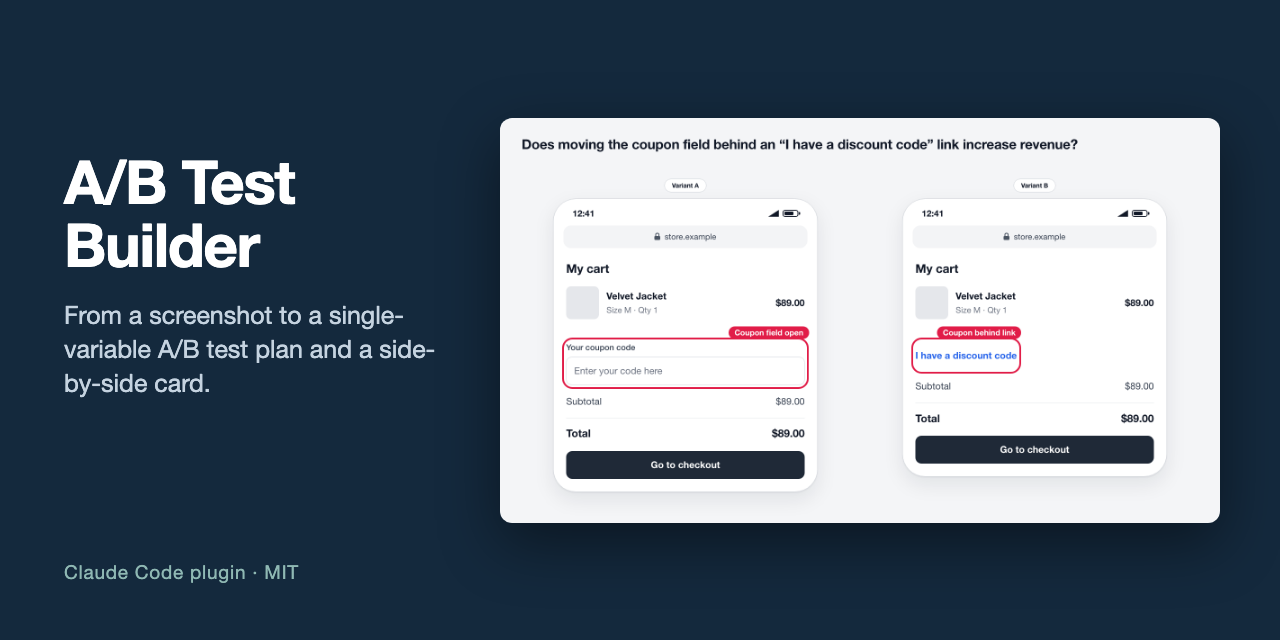 A/B Test
Builder
From a screenshot to a single-
variable A/B test plan and a side-
by-side card.
Claude Code plugin · MIT
Does moving the coupon field behind an “I have a discount code” link increase revenue?
Variant A
12:41
store.example
My cart
Velvet Jacket
Size M · Qty 1
$89.00
Coupon field open
Your coupon code
Enter your code here
Subtotal $89.00
Total $89.00
Go to checkout
Variant B
12:41
store.example
My cart
Velvet Jacket
Size M · Qty 1
$89.00
Coupon behind link
I have a discount code
Subtotal $89.00
Total $89.00
Go to checkout